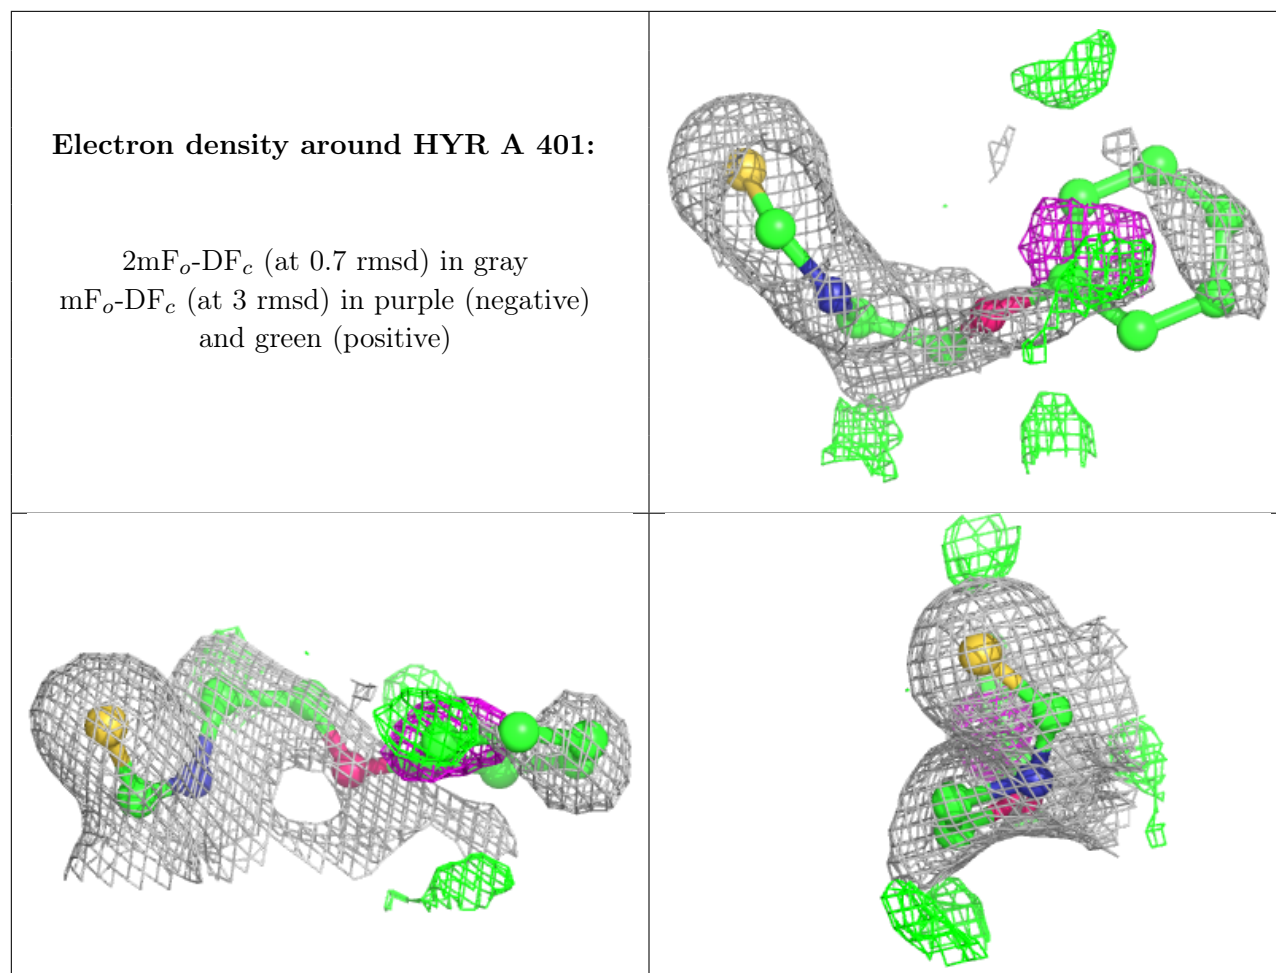 Electron density around HYR A 401:
2mFo-DFc (at 0.7 rmsd) in gray
mFo-DFc (at 3 rmsd) in purple (negative)
and green (positive)